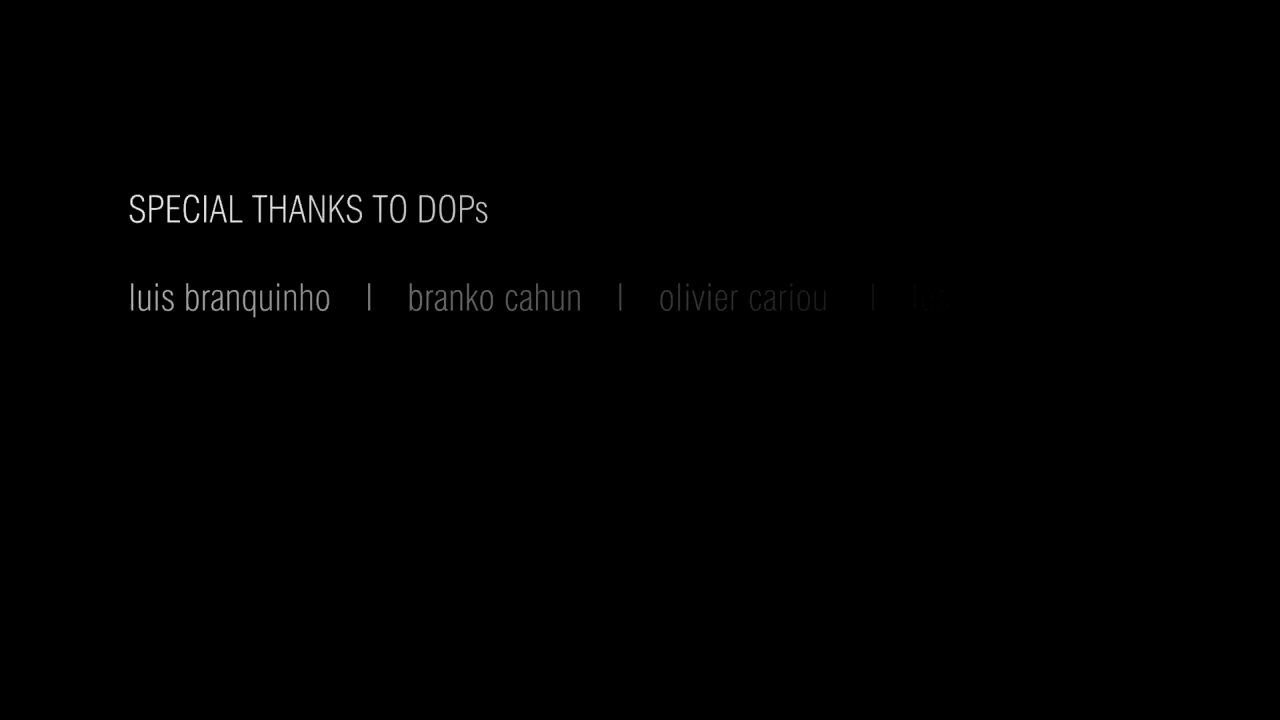 SPECIAL THANKS TO DOPs
luis branquinho | branko cahun | olivier cariou |